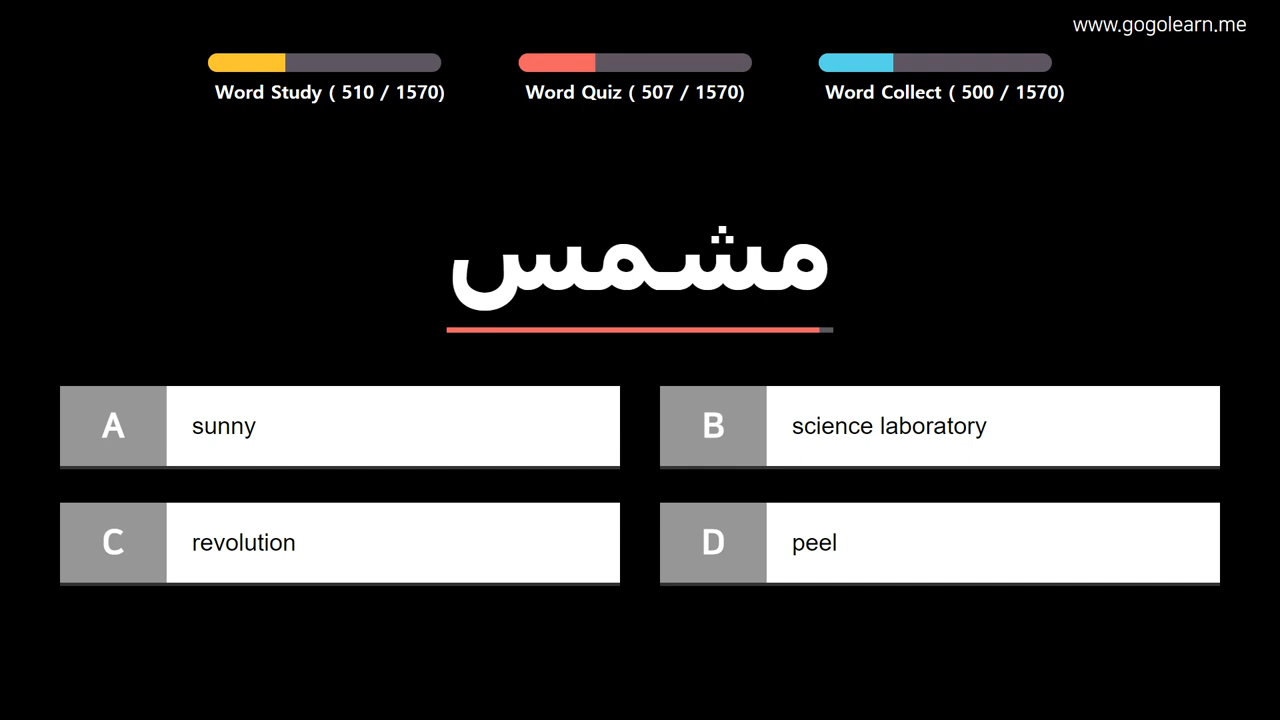 www.gogolearn.me
Word Study ( 510 / 1570)
Word Quiz ( 507 / 1570)
Word Collect ( 500 / 1570)
مشمس
A
sunny
B
science laboratory
C
revolution
D
peel